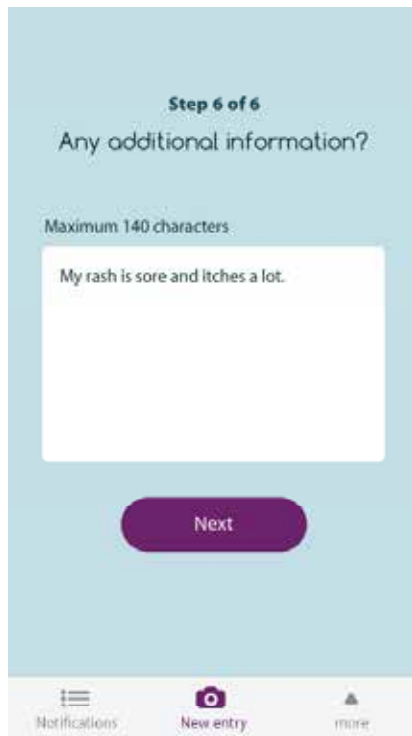 Step 6 of 6
Any additional information?
Maximum 140 characters
My rash is sore and itches a lot.
Next
Notifications
New entry
more